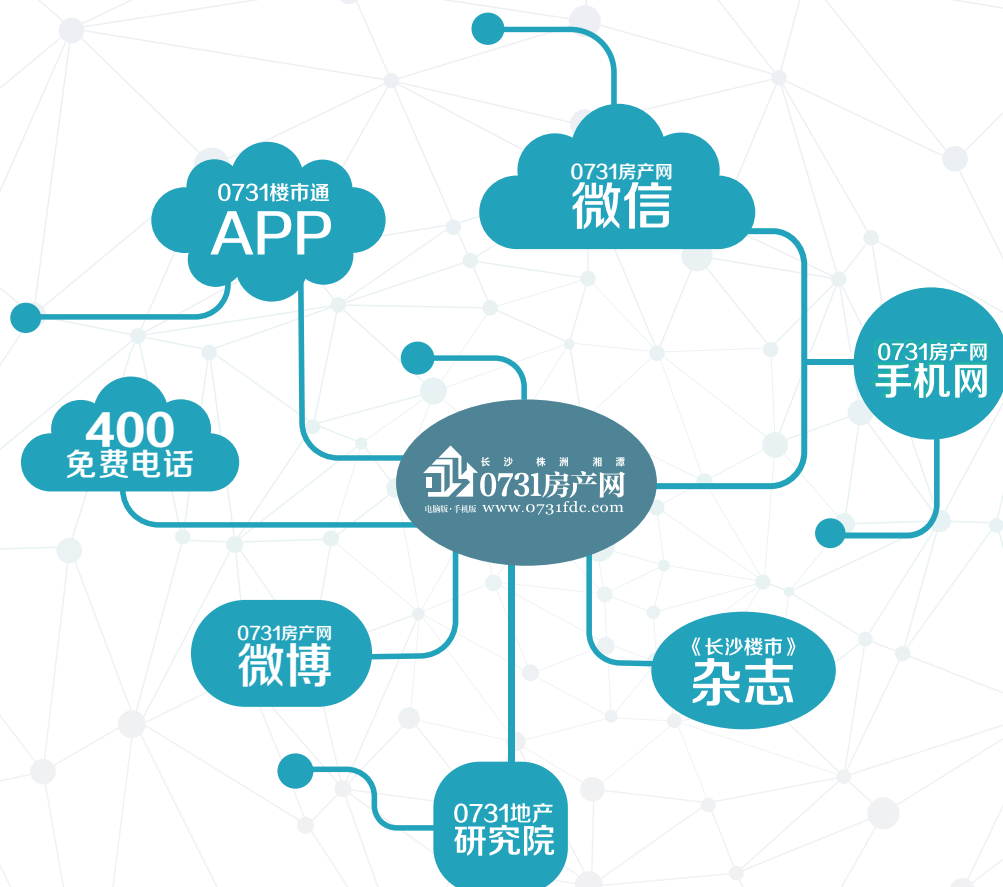 0731房产网
微信
0731楼市通
APP
0731房产网
手机网
400
免费电话
长沙 株洲 湘潭
0731房产网
电脑版·手机版 www.0731fdc.com
0731房产网
微博
《长沙楼市》
杂志
0731地产
研究院